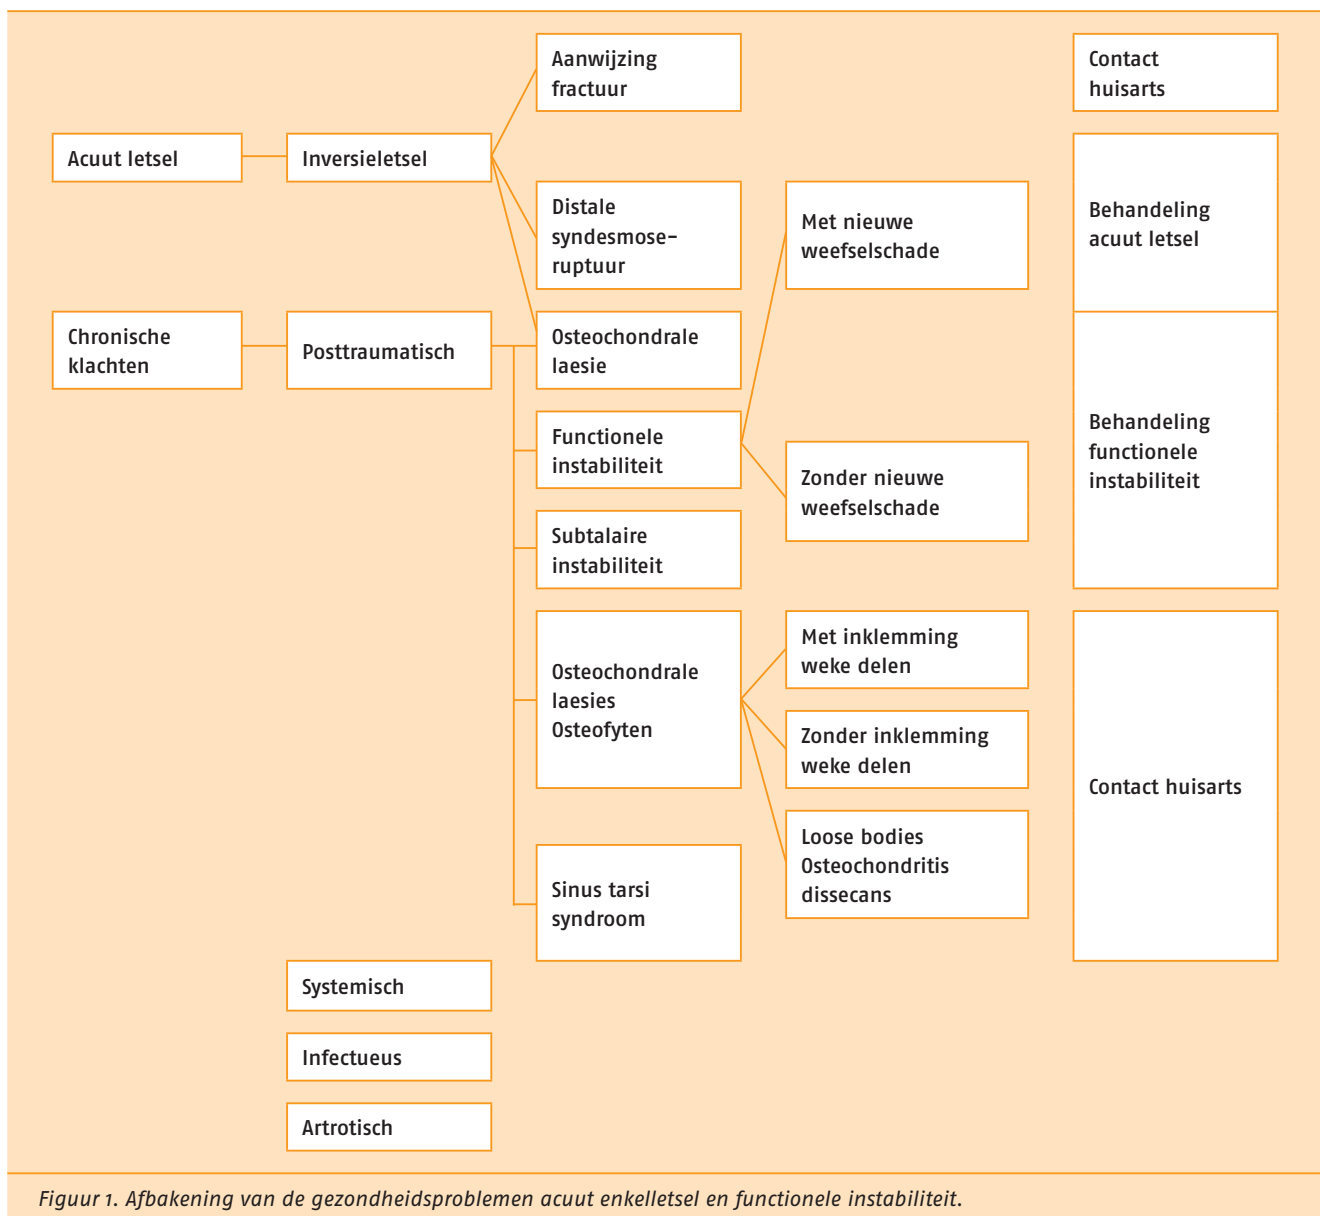 Aanwijzing
fractuur
Contact
huisarts
Acuut letsel
Inversieletsel
Distale
syndesmose-
ruptuur
Met nieuwe
weefselschade
Behandeling
acuut letsel
Chronische
klachten
Posttraumatisch
Osteochondrale
laesie
Functionele
instabiliteit
Zonder nieuwe
weefselschade
Behandeling
functionele
instabiliteit
Subtalaire
instabiliteit
Osteochondrale
laesies
Osteofyten
Met inklemming
weke delen
Zonder inklemming
weke delen
Loose bodies
Osteochondritis
dissecans
Contact huisarts
Sinus tarsi
syndroom
Systemisch
Infectueus
Artrotisch
Figuur 1. Afbakening van de gezondheidsproblemen acuut enkelletsel en functionele instabiliteit.